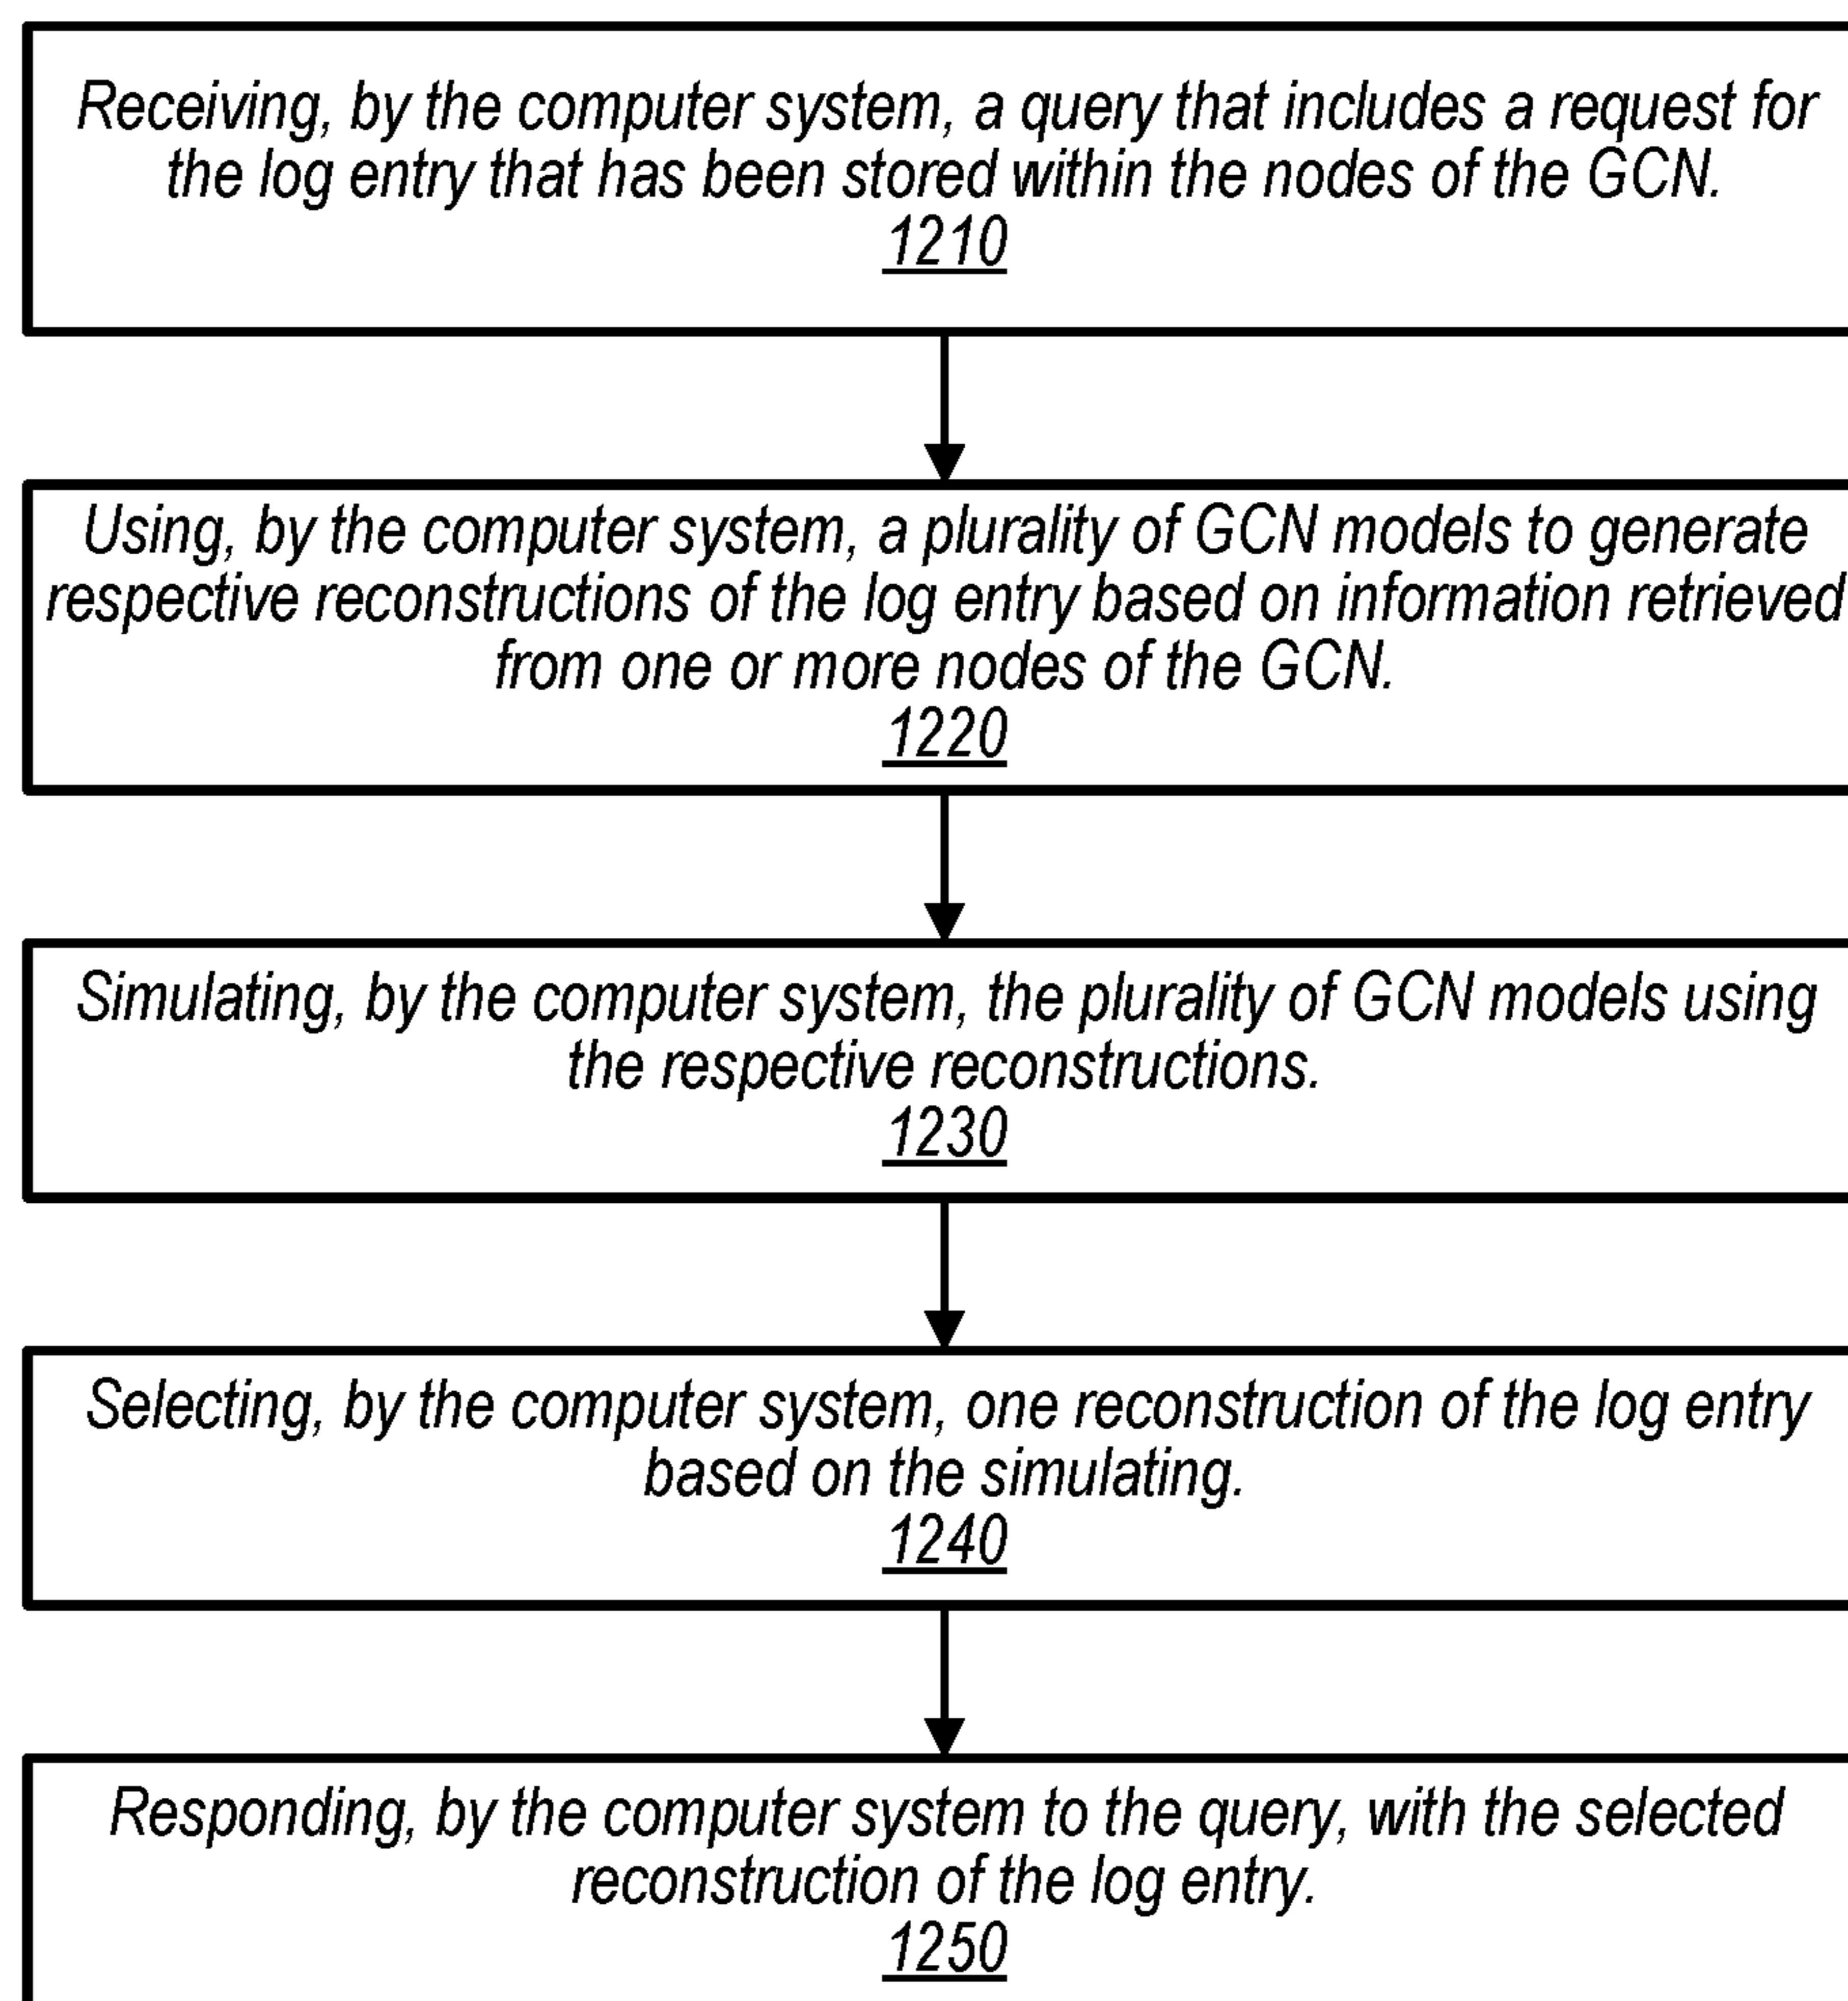 Receiving, by the computer system, a query that includes a request for
the log entry that has been stored within the nodes of the GCN.
1210
Using, by the computer system, a plurality of GCN models to generate
respective reconstructions of the log entry based on information retrieved
from one or more nodes of the GCN.
1220
Simulating, by the computer system, the plurality of GCN models using
the respective reconstructions.
1230
Selecting, by the computer system, one reconstruction of the log entry
based on the simulating.
1240
Responding, by the computer system to the query, with the selected
reconstruction of the log entry.
1250